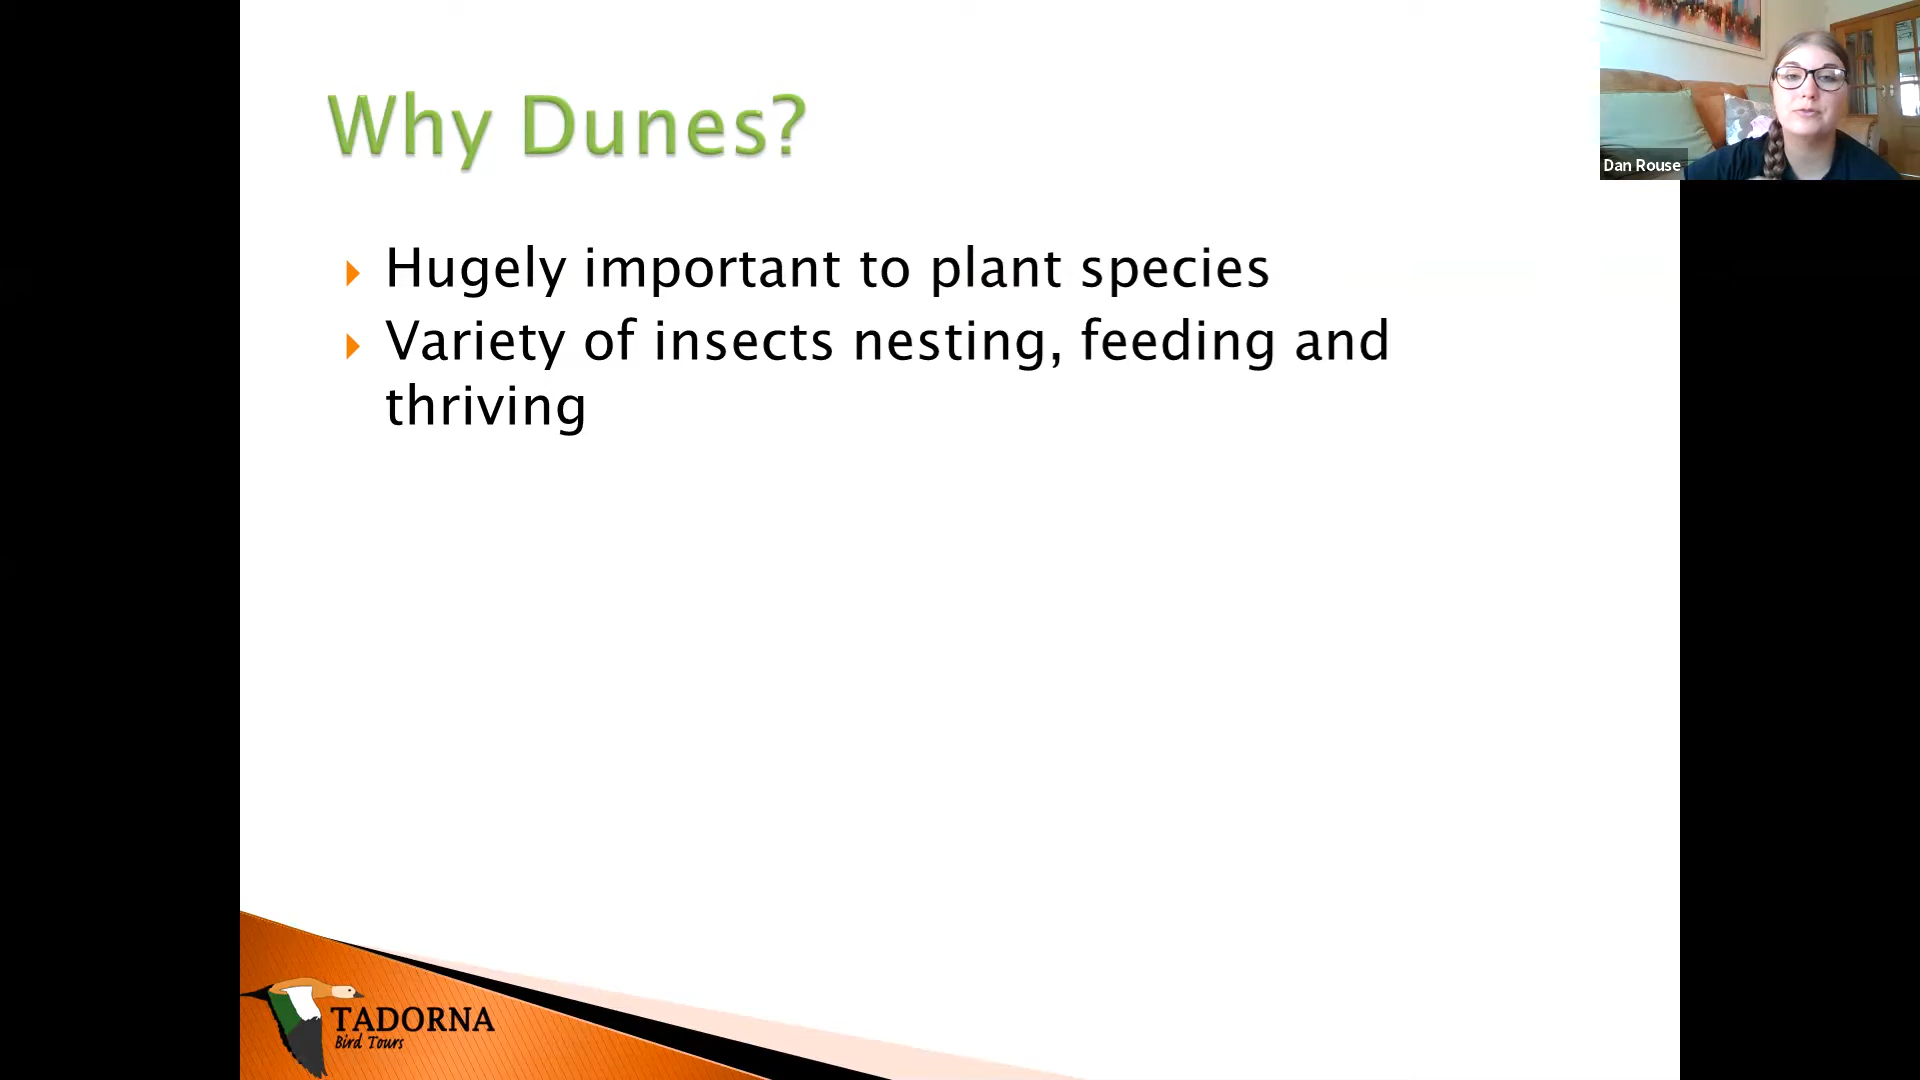 Why Dunes?
Dan Rouse
Hugely important to plant species
Variety of insects nesting, feeding and
thriving
TADORNA
Bird Tours